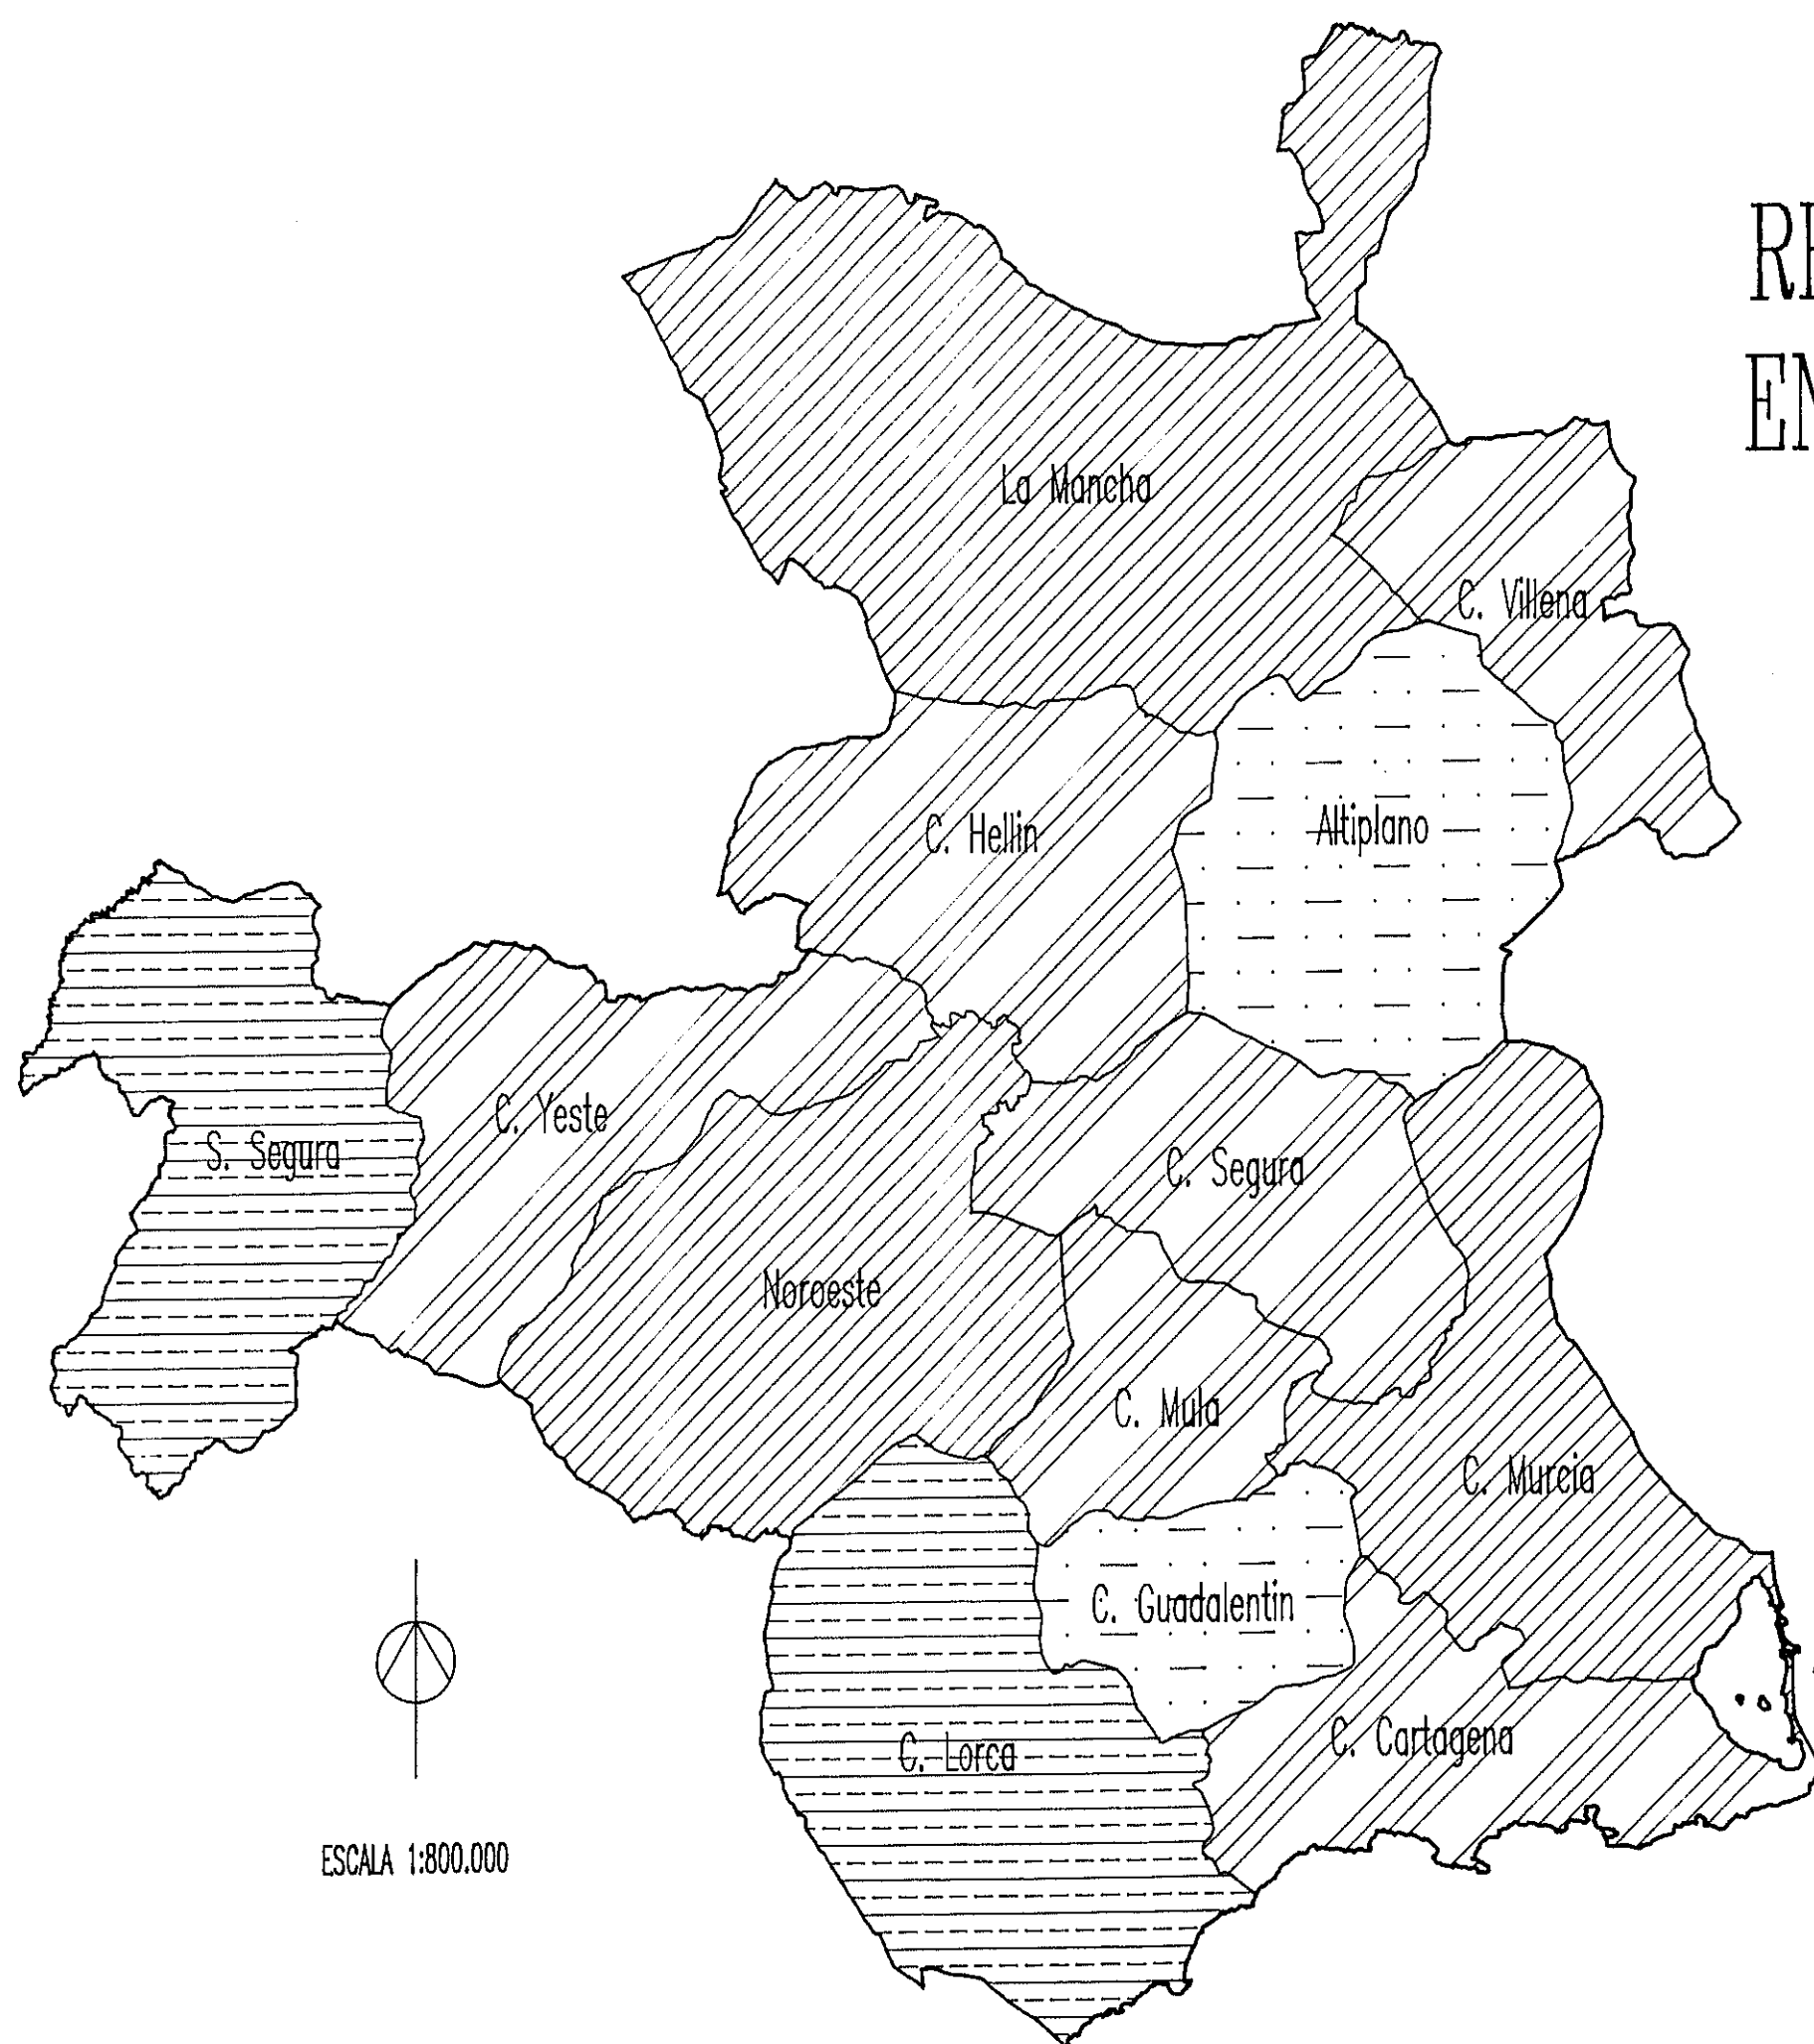 La Mancha
C. Villena
C. Hellin
Altiplano
C. Yeste
S. Segura
C. Segura
Noroeste
C. Mula
C. Murcia
C. Guadalentin
C. Lorca
C. Cartagena
ESCALA 1:800.000